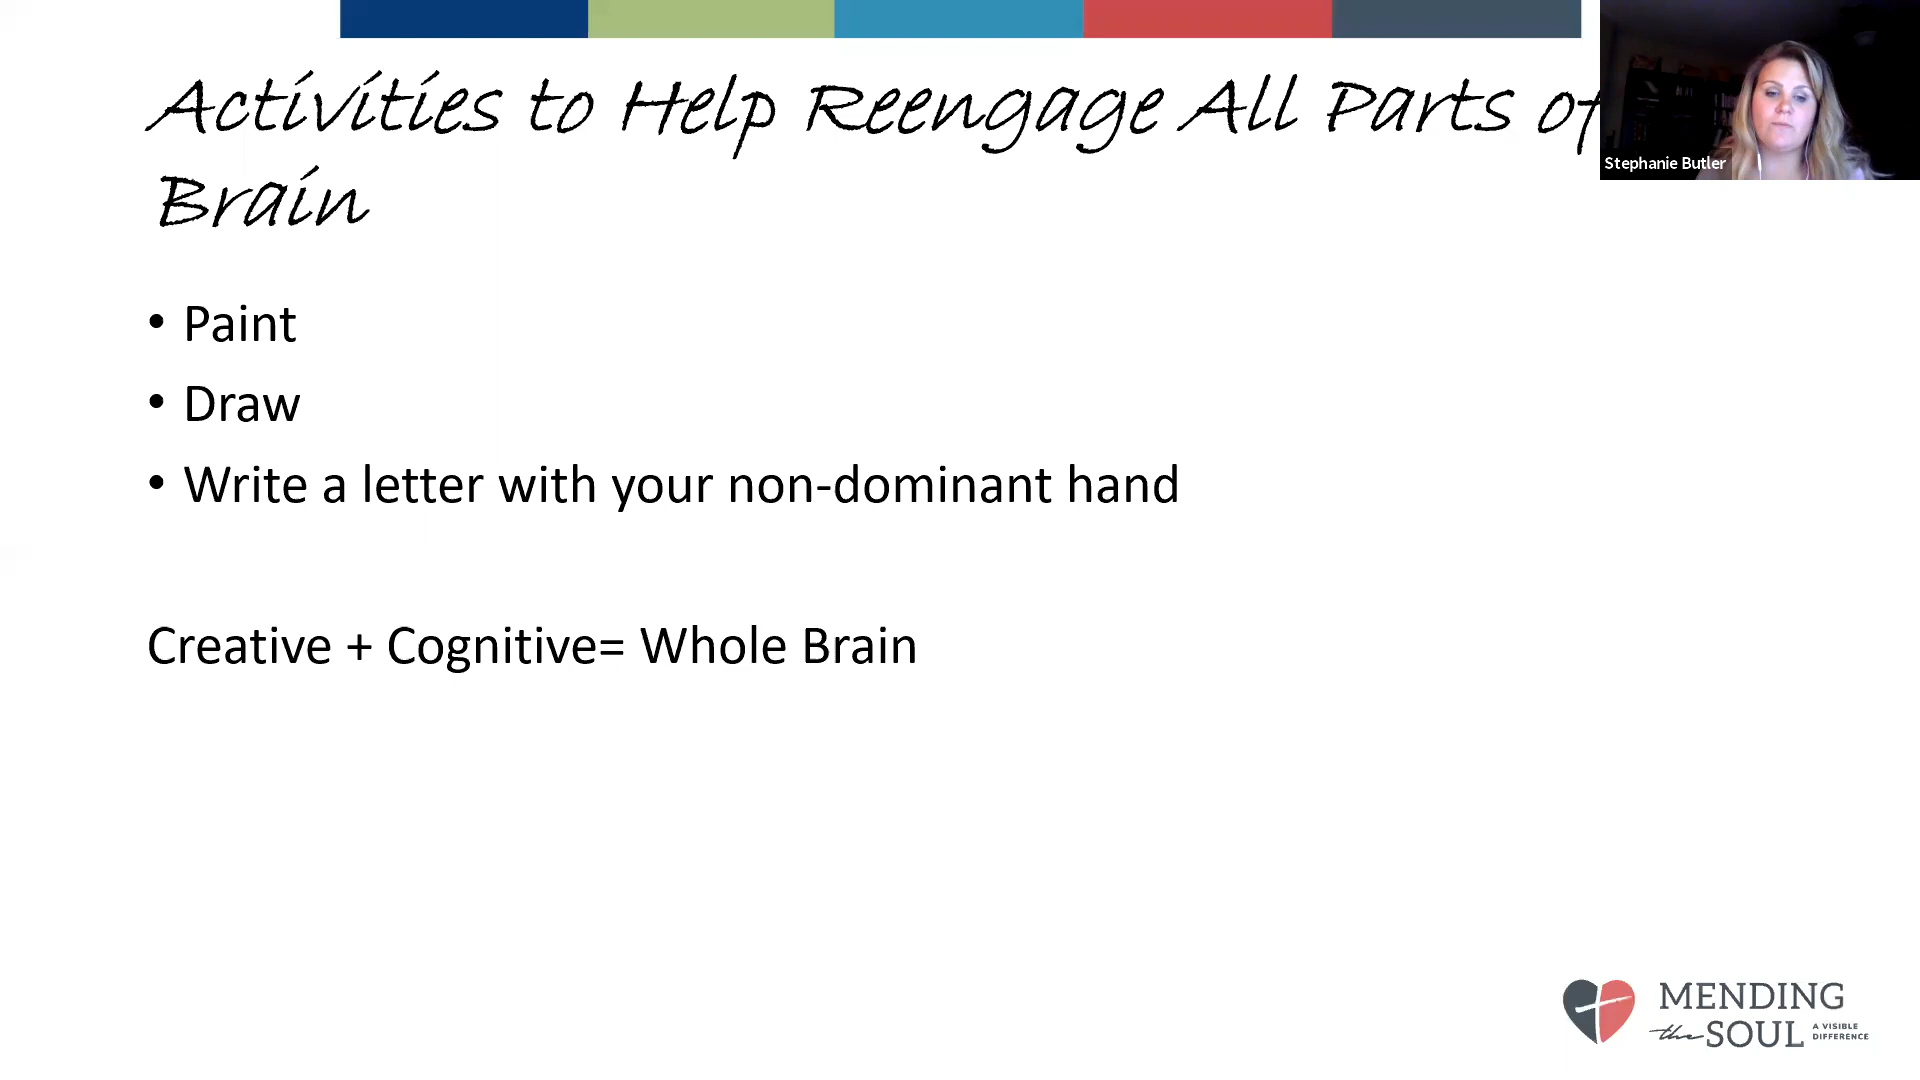 Activities to Help Reengage All Parts of
Brain
Stephanie Butler
• Paint
• Draw
• Write a letter with your non-dominant hand
Creative + Cognitive= Whole Brain
MENDING
the SOUL A VISIBLE DIFFERENCE